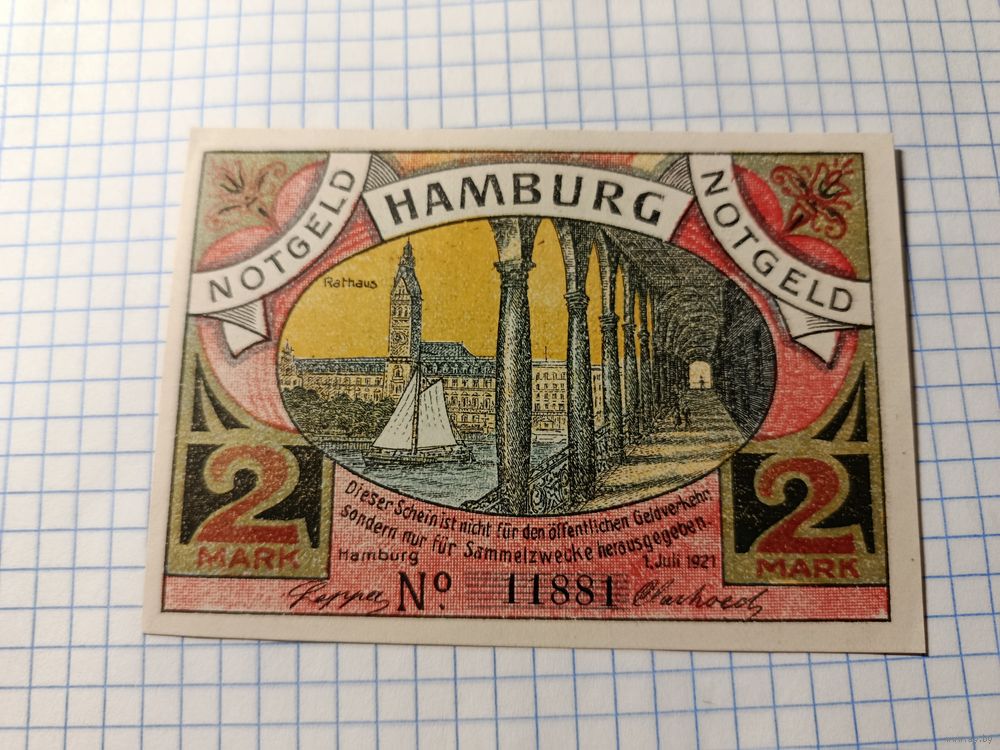 NOTGELD
HAMBURG
NOTGELD
Rathaus
Dieser Schein ist nicht für den öffentlichen Geldverkehr
sondern nur für Sammelzwecke herausgegeben.
Hamburg
1. Juli 1921
2
MARK
2
MARK
No. 11881